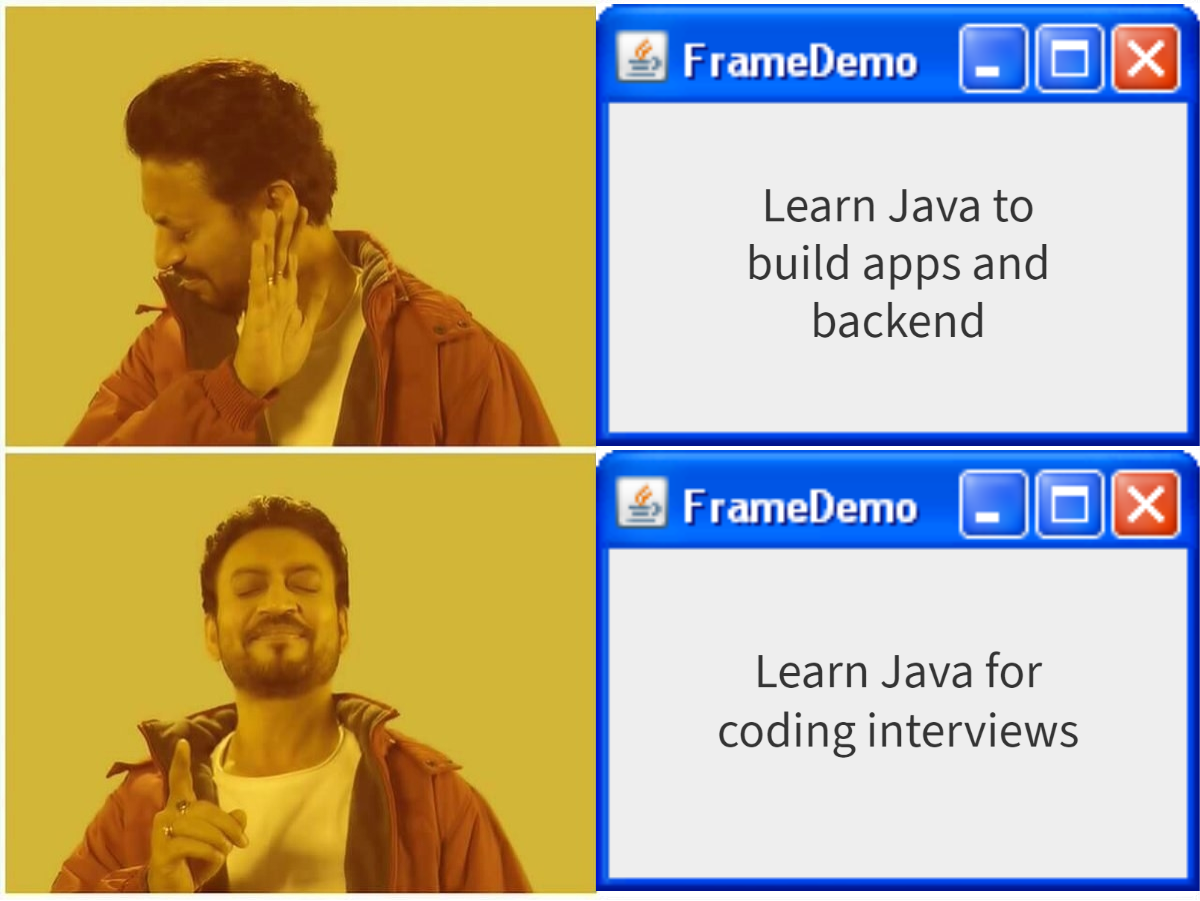 FrameDemo
Learn Java to
build apps and
backend
FrameDemo
Learn Java for
coding interviews